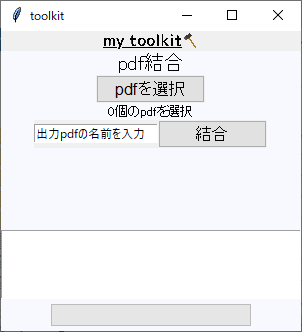 toolkit
my toolkit🔨
pdf結合
pdfを選択
0個のpdfを選択
出力pdfの名前を入力 結合